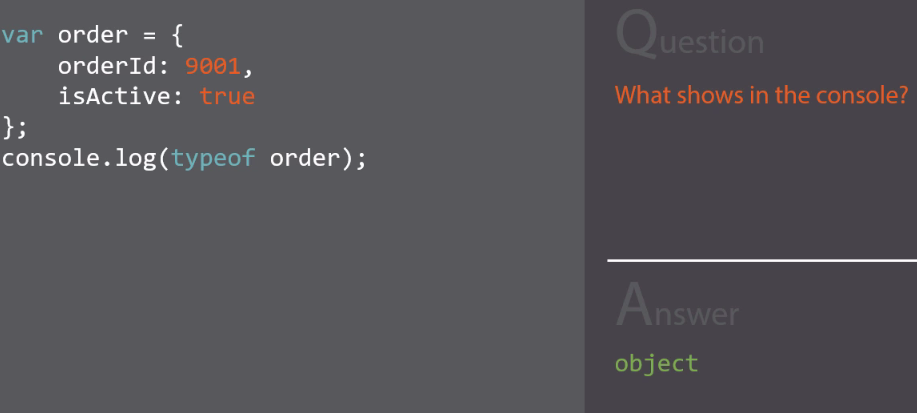 var order = {
    orderId: 9001,
    isActive: true
};
console.log(typeof order);
Question
What shows in the console?
Answer
object